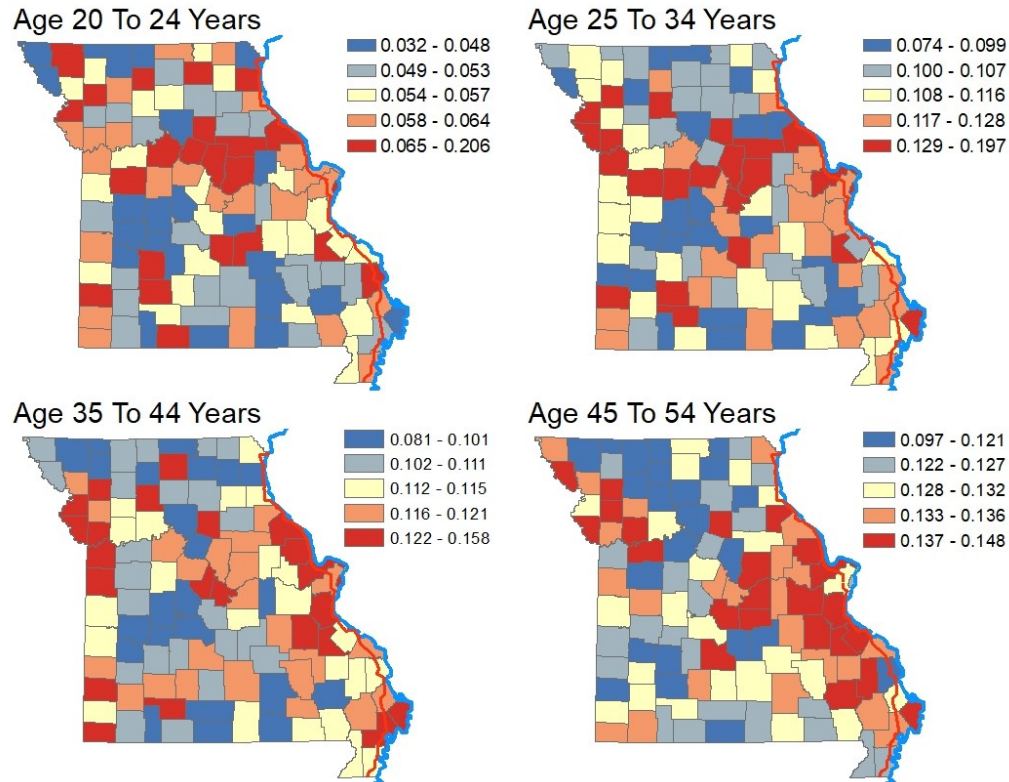 Age 20 To 24 Years
0.032 - 0.048
0.049 - 0.053
0.054 - 0.057
0.058 - 0.064
0.065 - 0.206
Age 25 To 34 Years
0.074 - 0.099
0.100 - 0.107
0.108 - 0.116
0.117 - 0.128
0.129 - 0.197
Age 35 To 44 Years
0.081 - 0.101
0.102 - 0.111
0.112 - 0.115
0.116 - 0.121
0.122 - 0.158
Age 45 To 54 Years
0.097 - 0.121
0.122 - 0.127
0.128 - 0.132
0.133 - 0.136
0.137 - 0.148